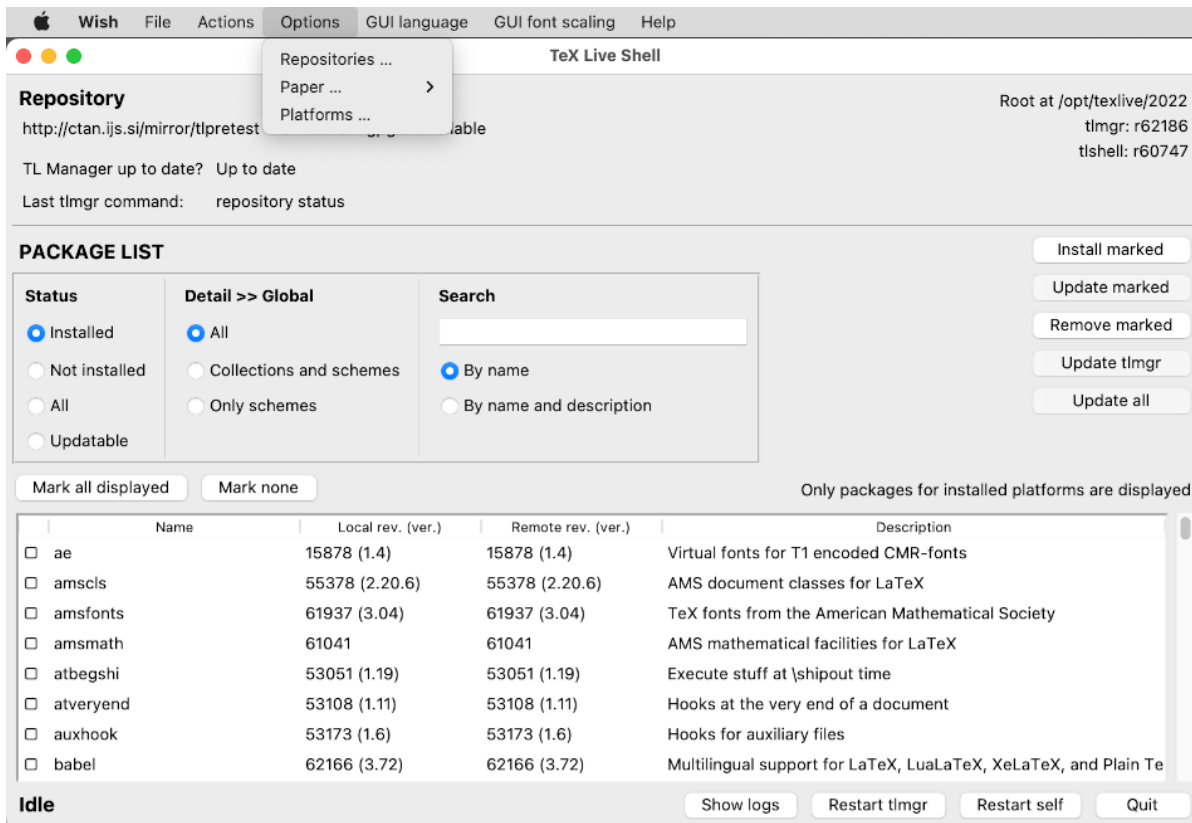 Wish File Actions Options GUI language GUI font scaling Help
TeX Live Shell
Repositories ...
Paper ...
Platforms ...
Repository
http://ctan.ijs.si/mirror/tlpretest
Root at /opt/texlive/2022
tlmgr: r62186
tlshell: r60747
TL Manager up to date? Up to date
Last tlmgr command: repository status
PACKAGE LIST
Install marked
Update marked
Remove marked
Update tlmgr
Update all
Status Detail >> Global Search
Installed All
Not installed Collections and schemes By name
All Only schemes By name and description
Updatable
Mark all displayed Mark none Only packages for installed platforms are displayed
Name Local rev. (ver.) Remote rev. (ver.) Description
ae 15878 (1.4) 15878 (1.4) Virtual fonts for T1 encoded CMR-fonts
amscls 55378 (2.20.6) 55378 (2.20.6) AMS document classes for LaTeX
amsfonts 61937 (3.04) 61937 (3.04) TeX fonts from the American Mathematical Society
amsmath 61041 61041 AMS mathematical facilities for LaTeX
atbegshi 53051 (1.19) 53051 (1.19) Execute stuff at \shipout time
atveryend 53108 (1.11) 53108 (1.11) Hooks at the very end of a document
auxhook 53173 (1.6) 53173 (1.6) Hooks for auxiliary files
babel 62166 (3.72) 62166 (3.72) Multilingual support for LaTeX, LuaLaTeX, XeLaTeX, and Plain Te
Idle Show logs Restart tlmgr Restart self Quit